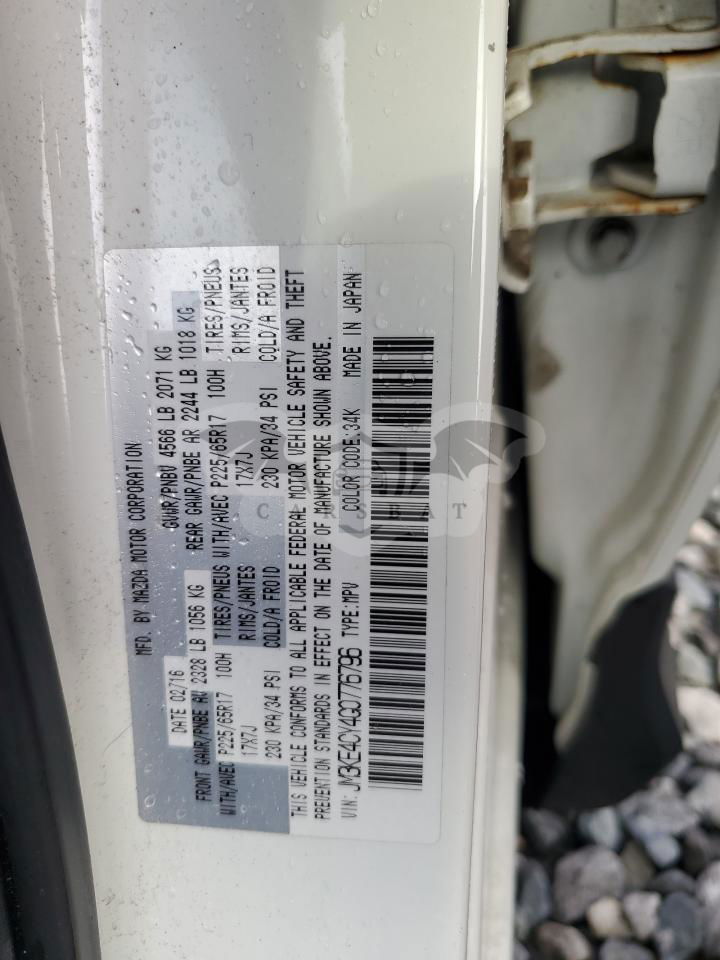 MFD. BY MAZDA MOTOR CORPORATION
DATE 02/16 GVWR/PNBV 4566 LB 2071 KG
FRONT GAWR/PNBE AV 2328 LB 1056 KG REAR GAWR/PNBE AR 2244 LB 1018 KG
WITH/AVEC P225/65R17 100H TIRES/PNEUS WITH/AVEC P225/65R17 100H TIRES/PNEUS
17X7J RIMS/JANTES 17X7J RIMS/JANTES
230 KPA/34 PSI COLD/A FROID 230 KPA/34 PSI COLD/A FROID
THIS VEHICLE CONFORMS TO ALL APPLICABLE FEDERAL MOTOR VEHICLE SAFETY AND THEFT
PREVENTION STANDARDS IN EFFECT ON THE DATE OF MANUFACTURE SHOWN ABOVE.
VIN: JM3KE4CY4G0776796 TYPE:MPV COLOR CODE:34K MADE IN JAPAN